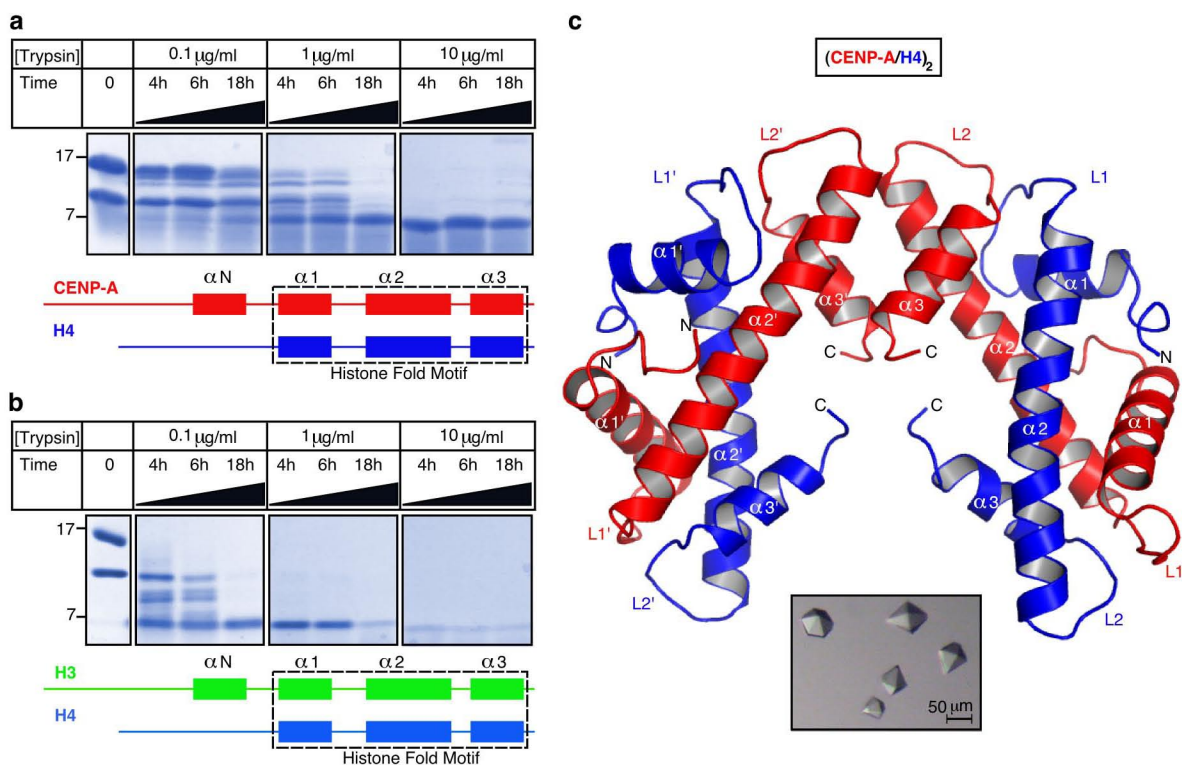 a
[Trypsin] 0.1 μg/ml 1 μg/ml 10 μg/ml
Time 0 4h 6h 18h 4h 6h 18h 4h 6h 18h
17
7
αN α1 α2 α3
CENP-A
H4
Histone Fold Motif
b
[Trypsin] 0.1 μg/ml 1 μg/ml 10 μg/ml
Time 0 4h 6h 18h 4h 6h 18h 4h 6h 18h
17
7
αN α1 α2 α3
H3
H4
Histone Fold Motif
c
(CENP-A/H4)2
L2' L2
L1' L1
α1' α1
α3' α3
α2' α2
N N
N
C C
C C
α1' α1
α2' α2
α3' α3
L1' L1
L2' L2
50 μm